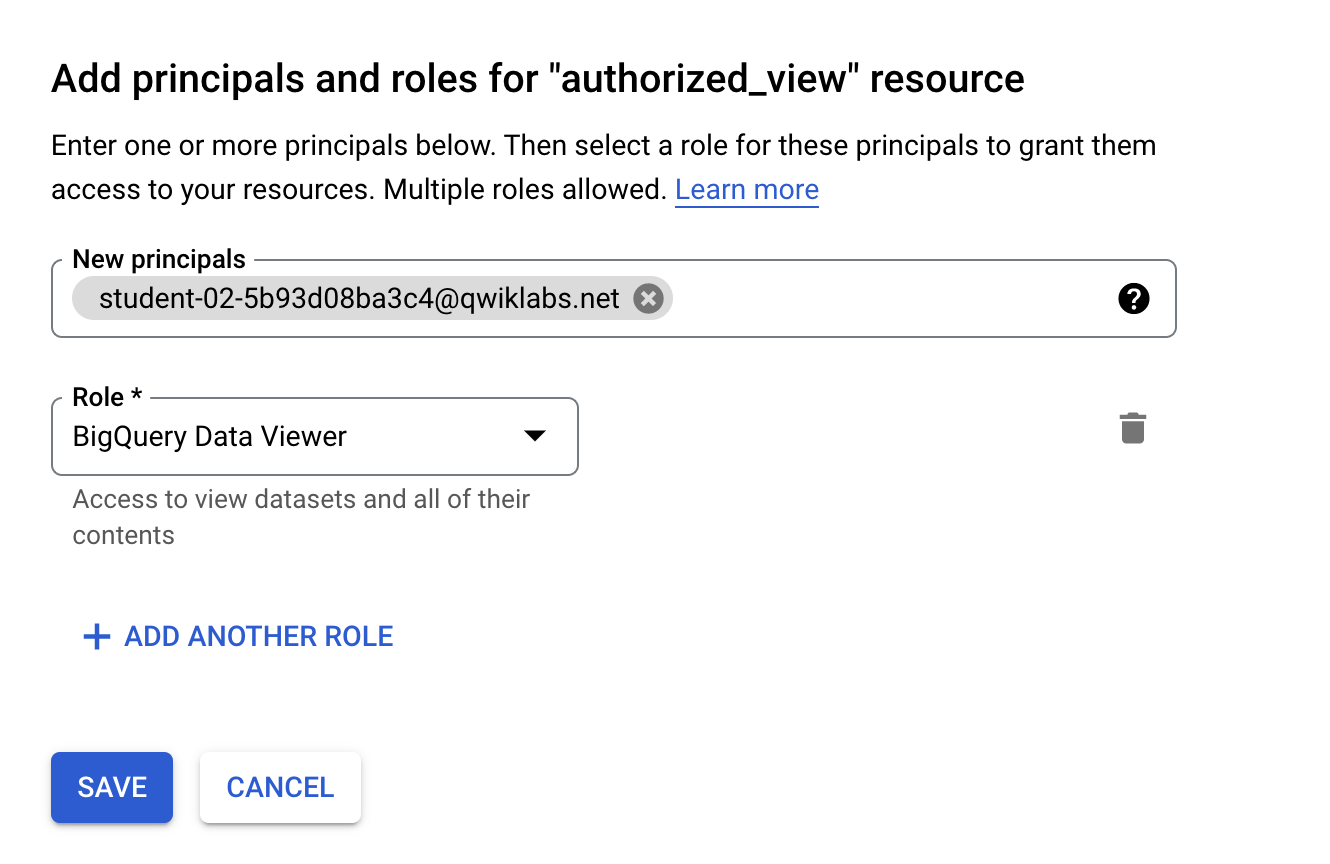 Add principals and roles for "authorized_view" resource
Enter one or more principals below. Then select a role for these principals to grant them
access to your resources. Multiple roles allowed. Learn more
New principals
student-02-5b93d08ba3c4@qwiklabs.net
Role *
BigQuery Data Viewer
Access to view datasets and all of their
contents
ADD ANOTHER ROLE
SAVE CANCEL